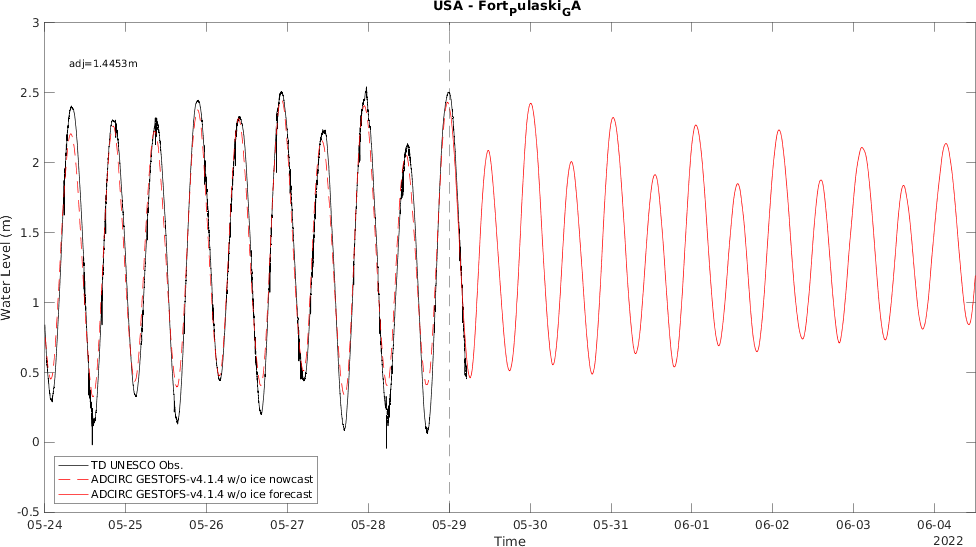 USA - FortPulaskiGA
3
adj=1.4453m
2.5
2
1.5
1
0.5
0
-0.5
Water Level (m)
TD UNESCO Obs.
ADCIRC GESTOFS-v4.1.4 w/o ice nowcast
ADCIRC GESTOFS-v4.1.4 w/o ice forecast
05-24 05-25 05-26 05-27 05-28 05-29 05-30 05-31 06-01 06-02 06-03 06-04
Time
2022